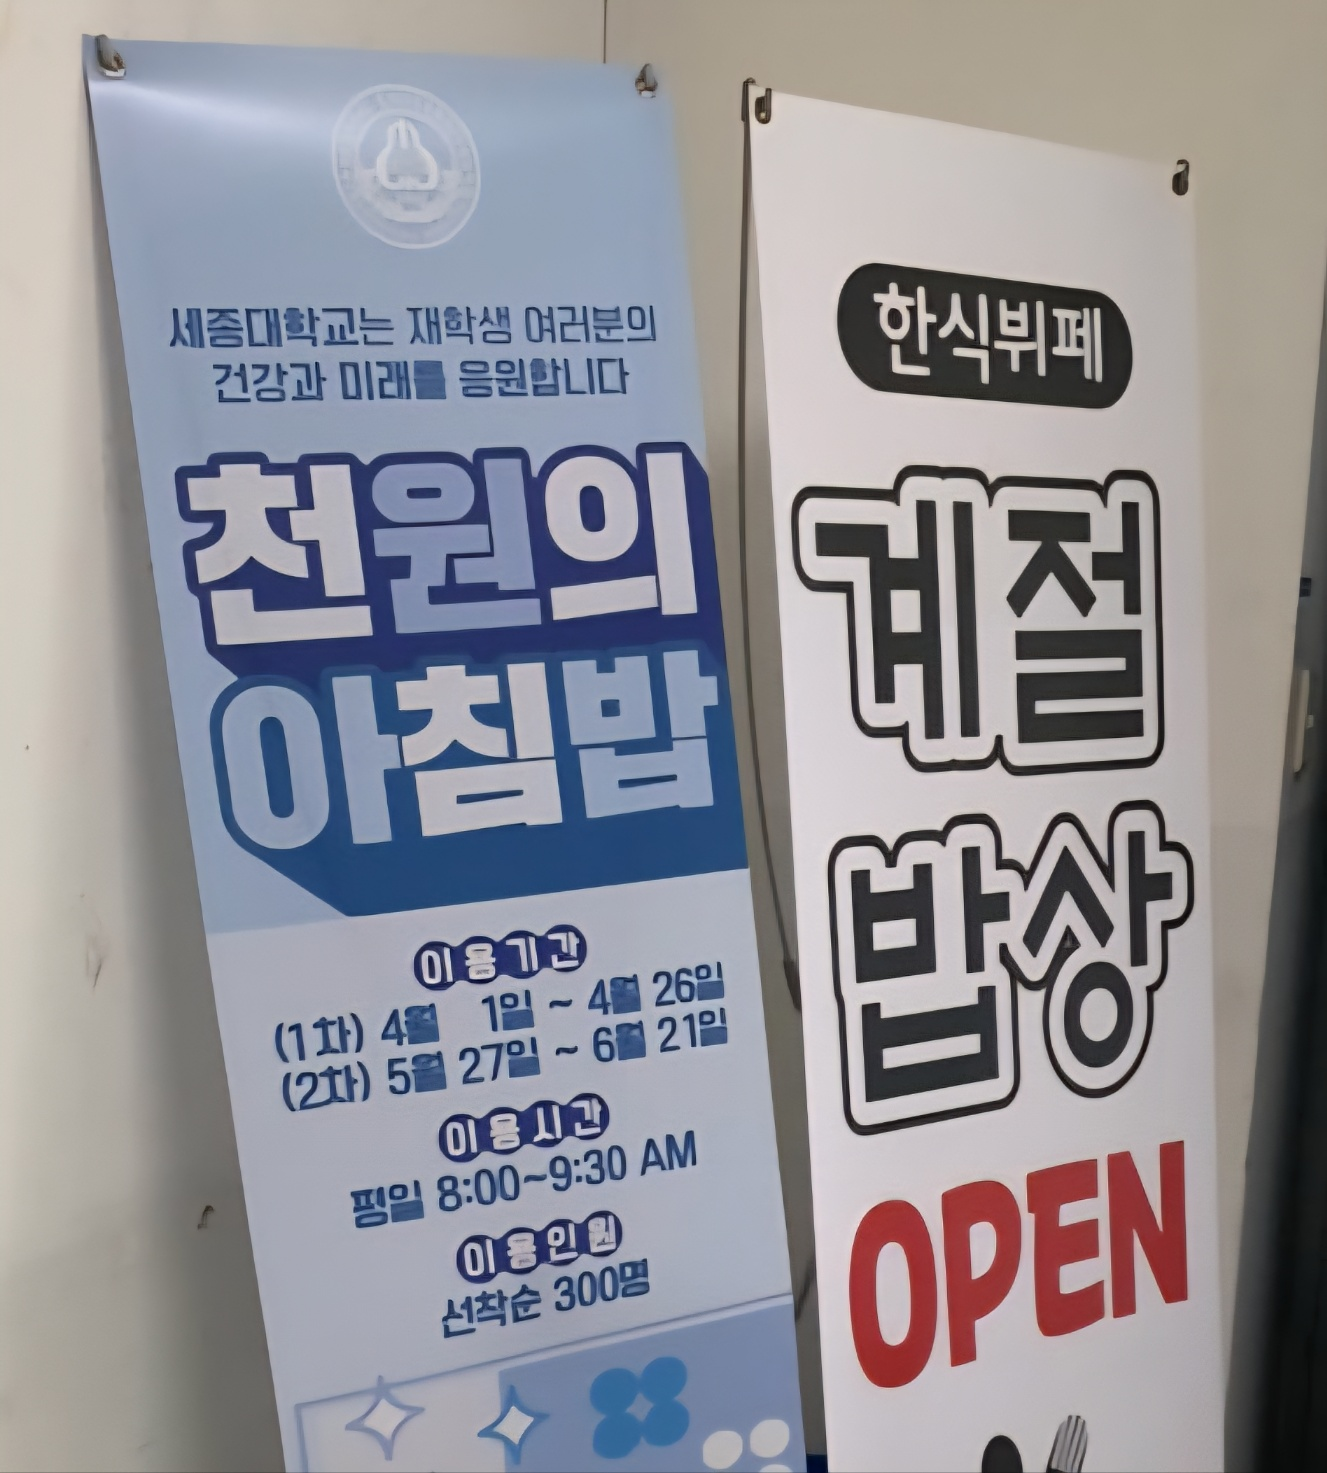 세종대학교는 재학생 여러분의
건강과 미래를 응원합니다
천원의
아침밥
이용기간
(1차) 4월 1일 ~ 4월 26일
(2차) 5월 27일 ~ 6월 21일
이용시간
평일 8:00~9:30 AM
이용인원
선착순 300명
한식뷔페
계절
밥상
OPEN